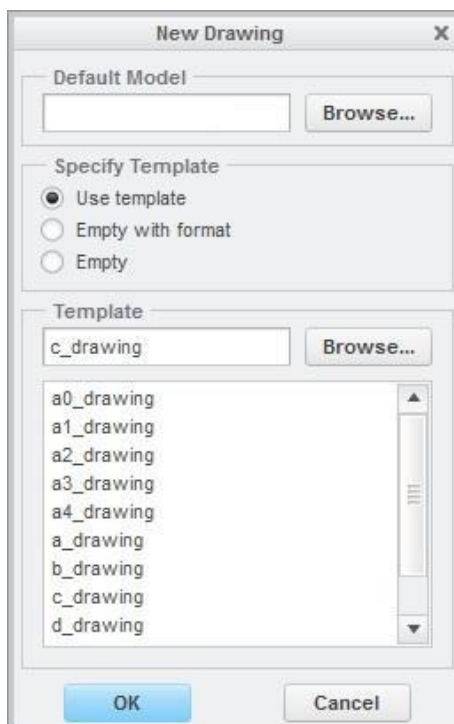 New Drawing
Default Model
Browse...
Specify Template
Use template
Empty with format
Empty
Template
c_drawing
Browse...
a0_drawing
a1_drawing
a2_drawing
a3_drawing
a4_drawing
a_drawing
b_drawing
c_drawing
d_drawing
OK
Cancel